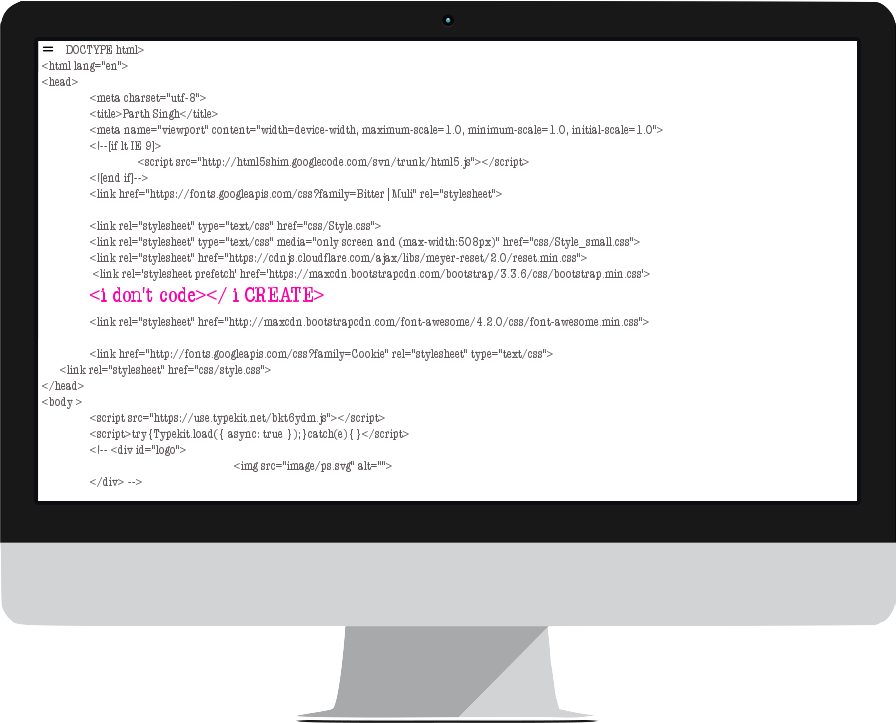 = DOCTYPE html>
<html lang="en">
<head>
<meta charset="utf-8">
<title>Parth Singh</title>
<meta name="viewport" content="width=device-width, maximum-scale=1.0, minimum-scale=1.0, initial-scale=1.0">
<!--[if lt IE 9]>
<script src="http://html5shim.googlecode.com/svn/trunk/html5.js"></script>
<![end if]-->
<link href="https://fonts.googleapis.com/css?family=Bitter|Muli" rel="stylesheet">
<link rel="stylesheet" type="text/css" href="css/Style.css">
<link rel="stylesheet" type="text/css" media="only screen and (max-width:508px)" href="css/Style_small.css">
<link rel="stylesheet" href="https://cdnjs.cloudflare.com/ajax/libs/meyer-reset/2.0/reset.min.css">
<link rel='stylesheet prefetch' href='https://maxcdn.bootstrapcdn.com/bootstrap/3.3.6/css/bootstrap.min.css'>
<i don't code></ i CREATE>
<link rel="stylesheet" href="http://maxcdn.bootstrapcdn.com/font-awesome/4.2.0/css/font-awesome.min.css">
<link href="http://fonts.googleapis.com/css?family=Cookie" rel="stylesheet" type="text/css">
<link rel="stylesheet" href="css/style.css">
</head>
<body >
<script src="https://use.typekit.net/bkt6ydm.js"></script>
<script>try{Typekit.load({ async: true });}catch(e){}</script>
<!-- <div id="logo">
<img src="image/ps.svg" alt="">
</div> -->